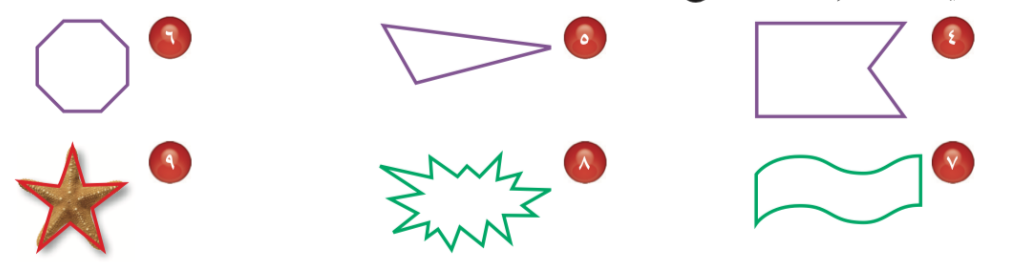 ٤ ٥ ٦
٧ ٨ ٩